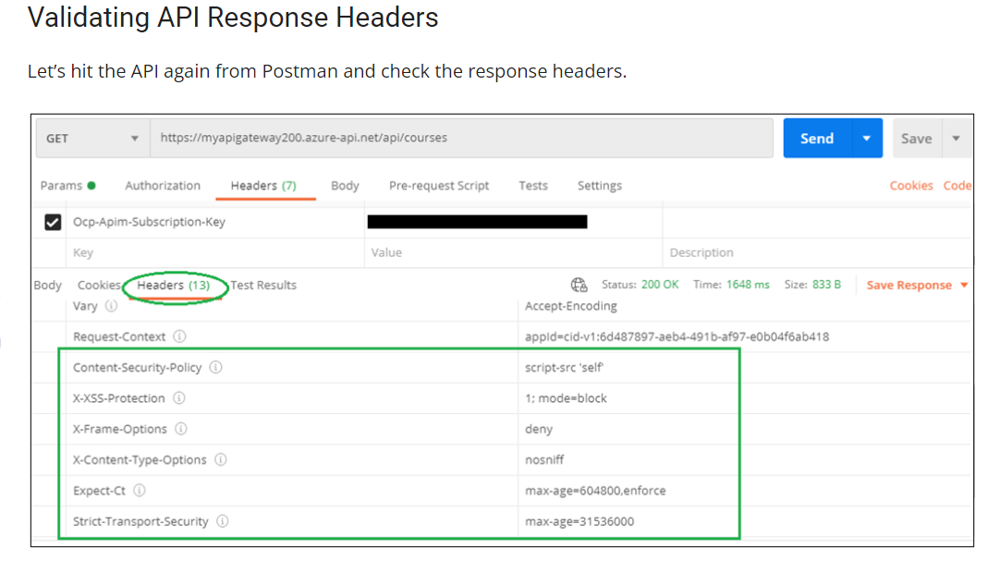 Validating API Response Headers
Let's hit the API again from Postman and check the response headers.
GET https://myapigateway200.azure-api.net/api/courses Send Save
Params Authorization Headers (7) Body Pre-request Script Tests Settings Cookies Code
Ocp-Apim-Subscription-Key
Key Value Description
Body Cookies Headers (13) Test Results Status: 200 OK Time: 1648 ms Size: 833 B Save Response
Vary Accept-Encoding
Request-Context appId=cid-v1:6d487897-aeb4-491b-af97-e0b04f6ab418
Content-Security-Policy script-src 'self'
X-XSS-Protection 1; mode=block
X-Frame-Options deny
X-Content-Type-Options nosniff
Expect-Ct max-age=604800,enforce
Strict-Transport-Security max-age=31536000